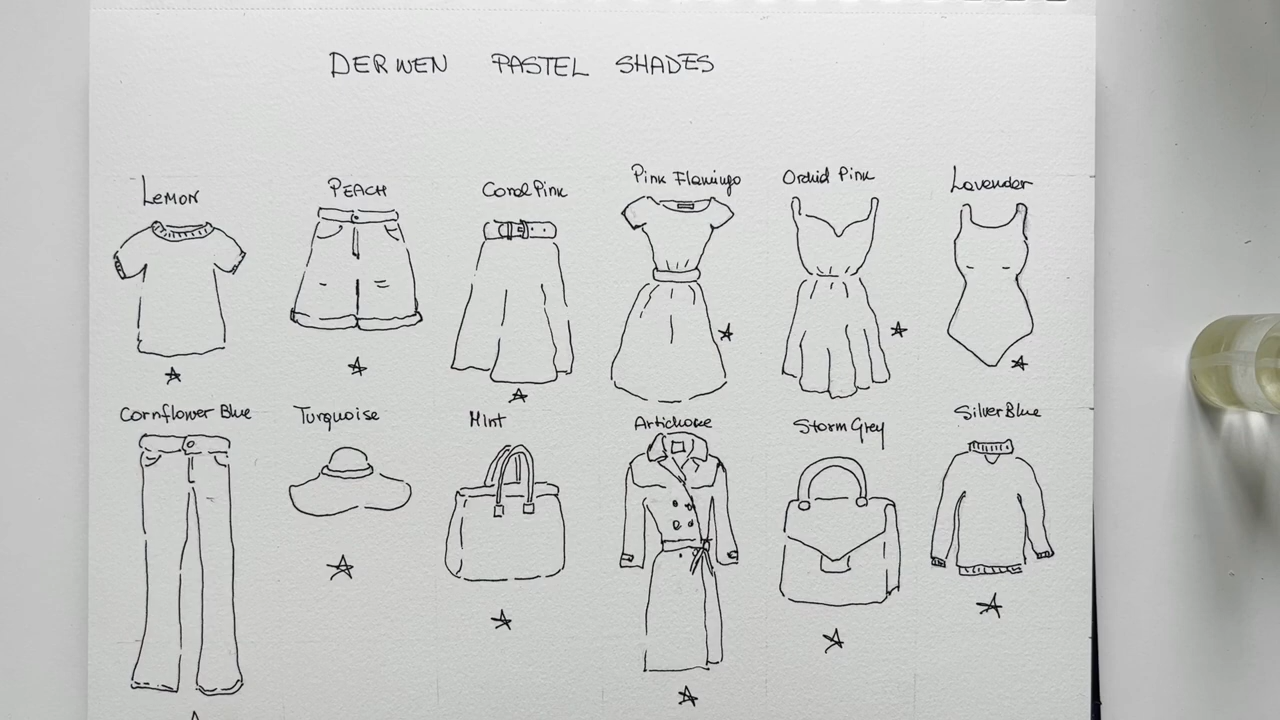 DERWEN PASTEL SHADES
LEMON PEACH Coral Pink Pink Flamingo Orchid Pink Lavender
Cornflower Blue Turquoise Mint Artichoke Storm Grey Silver Blue